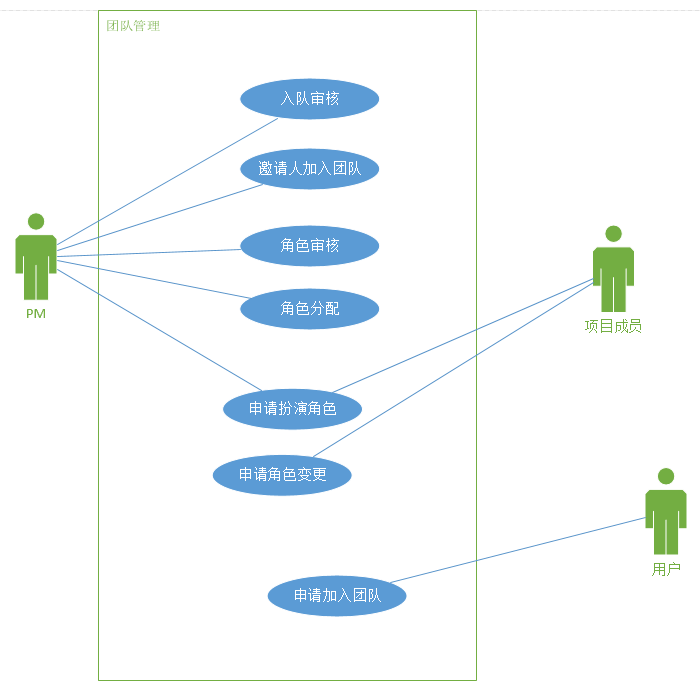 团队管理
入队审核
邀请人加入团队
角色审核
角色分配
PM
项目成员
申请扮演角色
申请角色变更
用户
申请加入团队